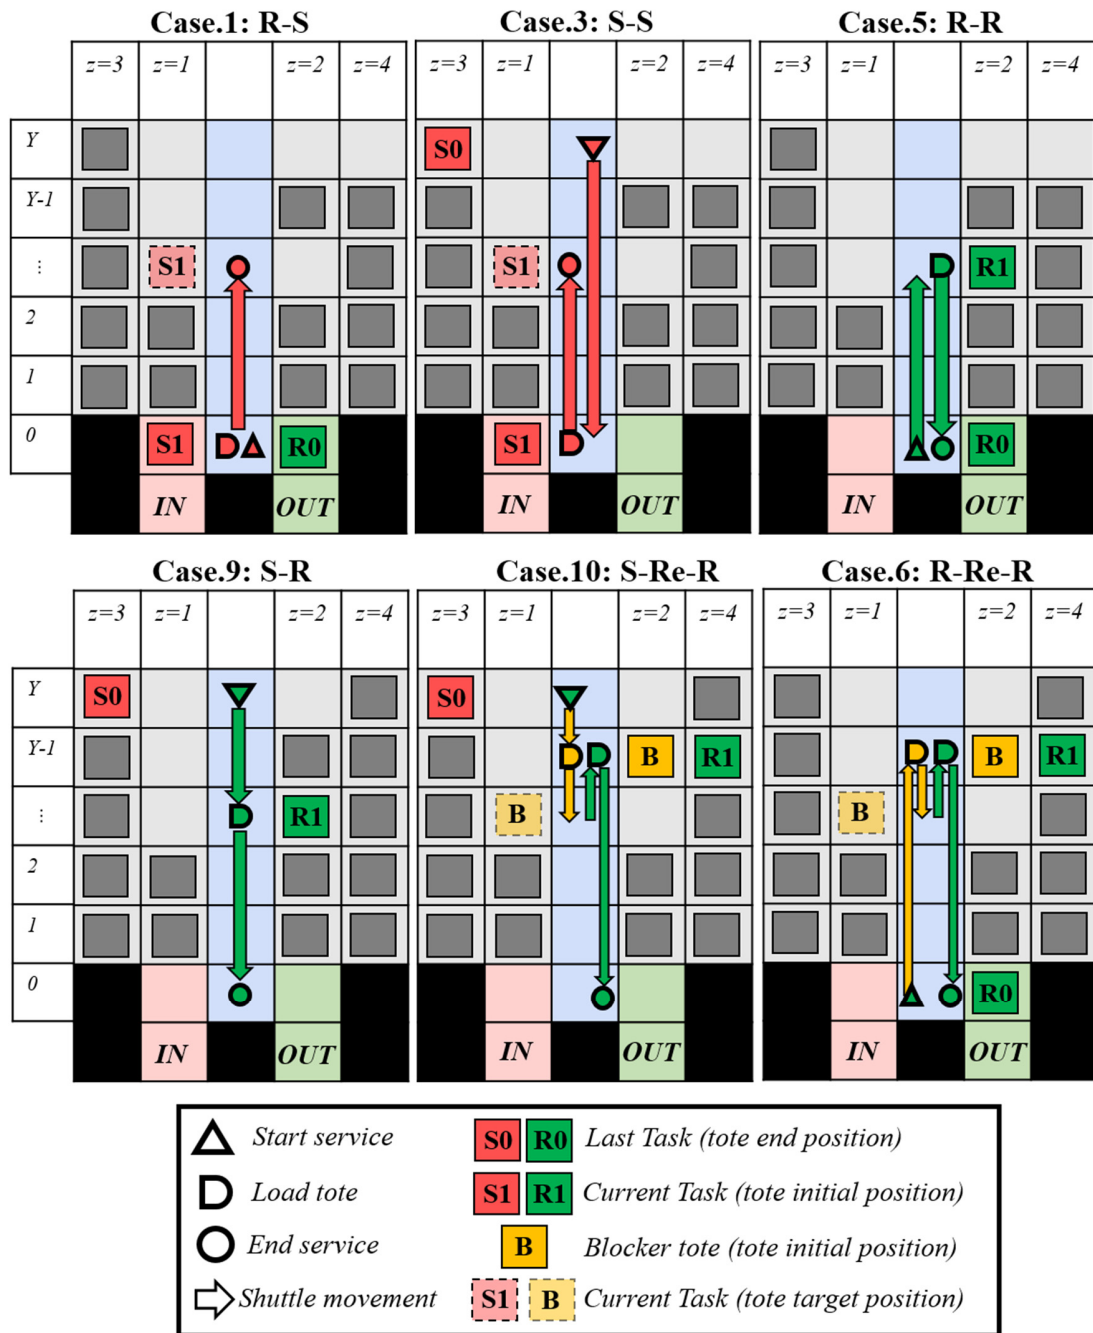 Case.1: R-S Case.3: S-S Case.5: R-R
z=3 z=1 z=2 z=4 z=3 z=1 z=2 z=4 z=3 z=1 z=2 z=4
Y S0
Y-1
⋮ S1 S1 R1
2
1
0 S1 R0 S1 R0
IN OUT IN OUT IN OUT
Case.9: S-R Case.10: S-Re-R Case.6: R-Re-R
z=3 z=1 z=2 z=4 z=3 z=1 z=2 z=4 z=3 z=1 z=2 z=4
Y S0 S0
Y-1 B R1 B R1
⋮ R1 B B
2
1
0 R0
IN OUT IN OUT IN OUT
Start service S0 R0 Last Task (tote end position)
Load tote S1 R1 Current Task (tote initial position)
End service B Blocker tote (tote initial position)
Shuttle movement S1 B Current Task (tote target position)